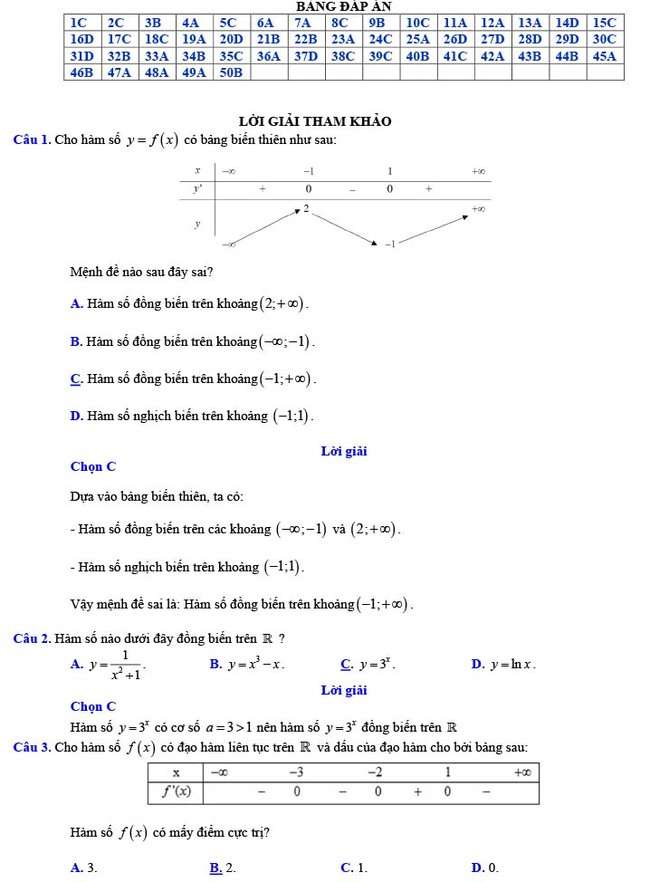 BẢNG ĐÁP ÁN
1C 2C 3B 4A 5C 6A 7A 8C 9B 10C 11A 12A 13A 14D 15C
16D 17C 18C 19A 20D 21B 22B 23A 24C 25A 26D 27D 28D 29D 30C
31D 32B 33A 34B 35C 36A 37D 38C 39C 40B 41C 42A 43B 44B 45A
46B 47A 48A 49A 50B
LỜI GIẢI THAM KHẢO
Câu 1. Cho hàm số y = f(x) có bảng biến thiên như sau:
x −∞ −1 1 +∞
y' + 0 − 0 +
2 +∞
y
−∞ −1
Mệnh đề nào sau đây sai?
A. Hàm số đồng biến trên khoảng (2;+∞).
B. Hàm số đồng biến trên khoảng (−∞;−1).
C. Hàm số đồng biến trên khoảng (−1;+∞).
D. Hàm số nghịch biến trên khoảng (−1;1).
Lời giải
Chọn C
Dựa vào bảng biến thiên, ta có:
- Hàm số đồng biến trên các khoảng (−∞;−1) và (2;+∞).
- Hàm số nghịch biến trên khoảng (−1;1).
Vậy mệnh đề sai là: Hàm số đồng biến trên khoảng (−1;+∞).
Câu 2. Hàm số nào dưới đây đồng biến trên ℝ ?
A. y = 1/(x² + 1). B. y = x³ − x. C. y = 3ˣ. D. y = ln x.
Lời giải
Chọn C
Hàm số y = 3ˣ có cơ số a = 3 > 1 nên hàm số y = 3ˣ đồng biến trên ℝ
Câu 3. Cho hàm số f(x) có đạo hàm liên tục trên ℝ và dấu của đạo hàm cho bởi bảng sau:
x −∞ −3 −2 1 +∞
f'(x) − 0 − 0 + 0 −
Hàm số f(x) có mấy điểm cực trị?
A. 3. B. 2. C. 1. D. 0.